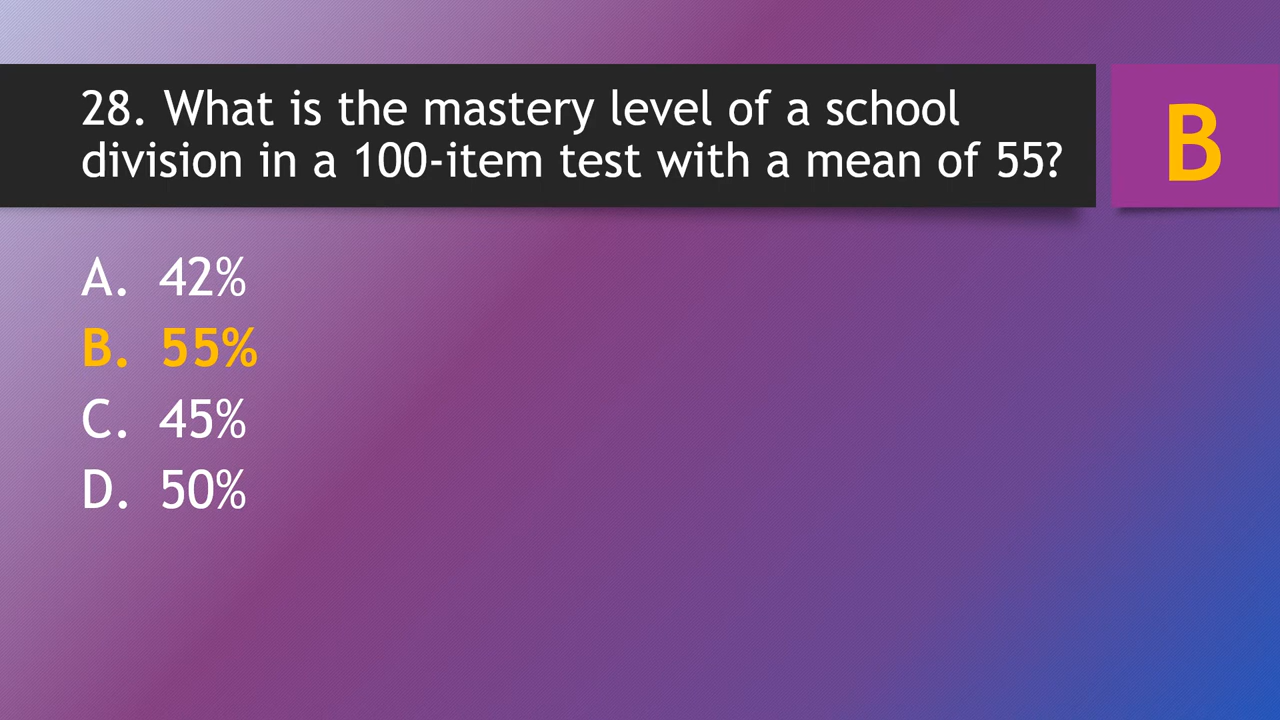 28. What is the mastery level of a school
division in a 100-item test with a mean of 55?
B
A. 42%
B. 55%
C. 45%
D. 50%